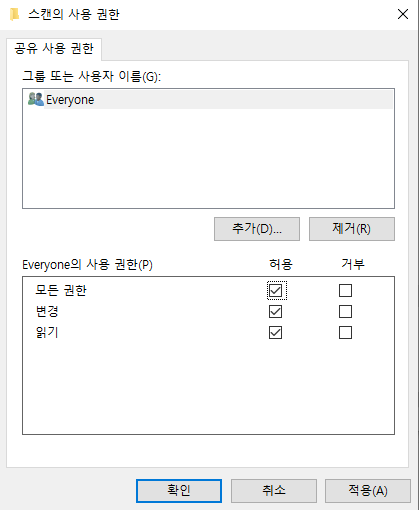 스캔의 사용 권한
공유 사용 권한
그룹 또는 사용자 이름(G):
Everyone
추가(D)... 제거(R)
Everyone의 사용 권한(P) 허용 거부
모든 권한
변경
읽기
확인 취소 적용(A)